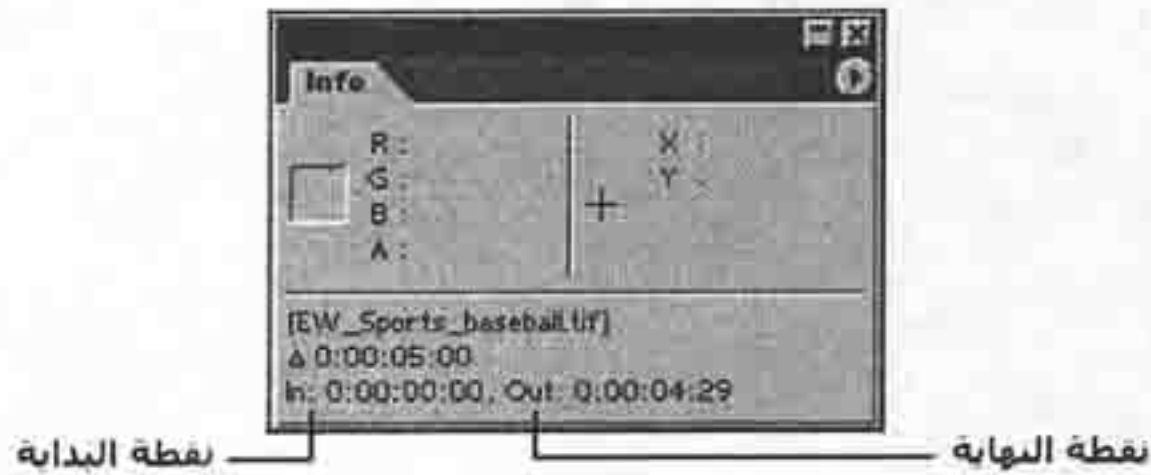 Info
R :
G :
B :
A :
X :
Y :
[EW_Sports_baseball.tif]
Δ 0:00:05:00
In: 0:00:00:00, Out: 0:00:04:29
نقطة البداية
نقطة النهاية